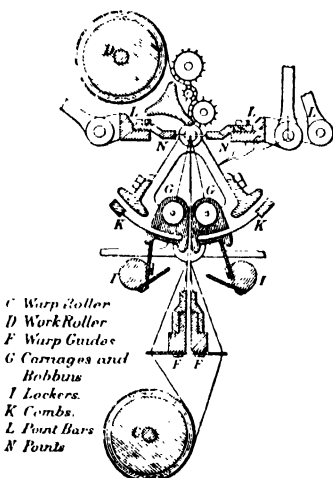 D
L
L
L
N
N
G
G
K
K
I
I
F
F
C
C Warp Roller
D Work Roller
F Warp Guides
G Carriages and
Bobbins
I Lockers.
K Combs.
L Point Bars
N Points